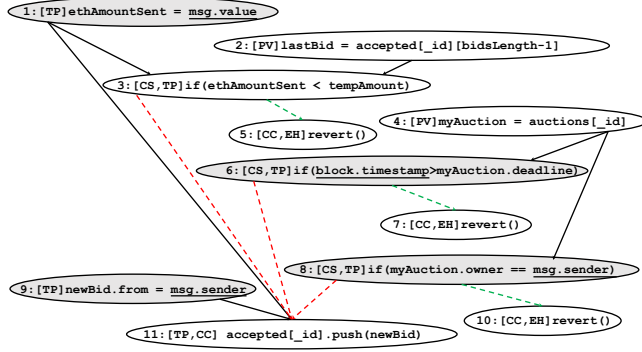 1:[TP]ethAmountSent = msg.value
2:[PV]lastBid = accepted[_id][bidsLength-1]
3:[CS,TP]if(ethAmountSent < tempAmount)
4:[PV]myAuction = auctions[_id]
5:[CC,EH]revert()
6:[CS,TP]if(block.timestamp>myAuction.deadline)
7:[CC,EH]revert()
8:[CS,TP]if(myAuction.owner == msg.sender)
9:[TP]newBid.from = msg.sender
10:[CC,EH]revert()
11:[TP,CC] accepted[_id].push(newBid)